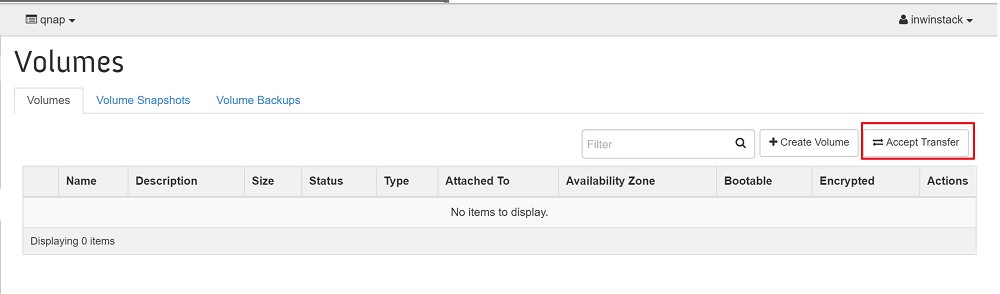 qnap inwinstack
Volumes
Volumes Volume Snapshots Volume Backups
Filter Create Volume Accept Transfer
Name Description Size Status Type Attached To Availability Zone Bootable Encrypted Actions
No items to display.
Displaying 0 items